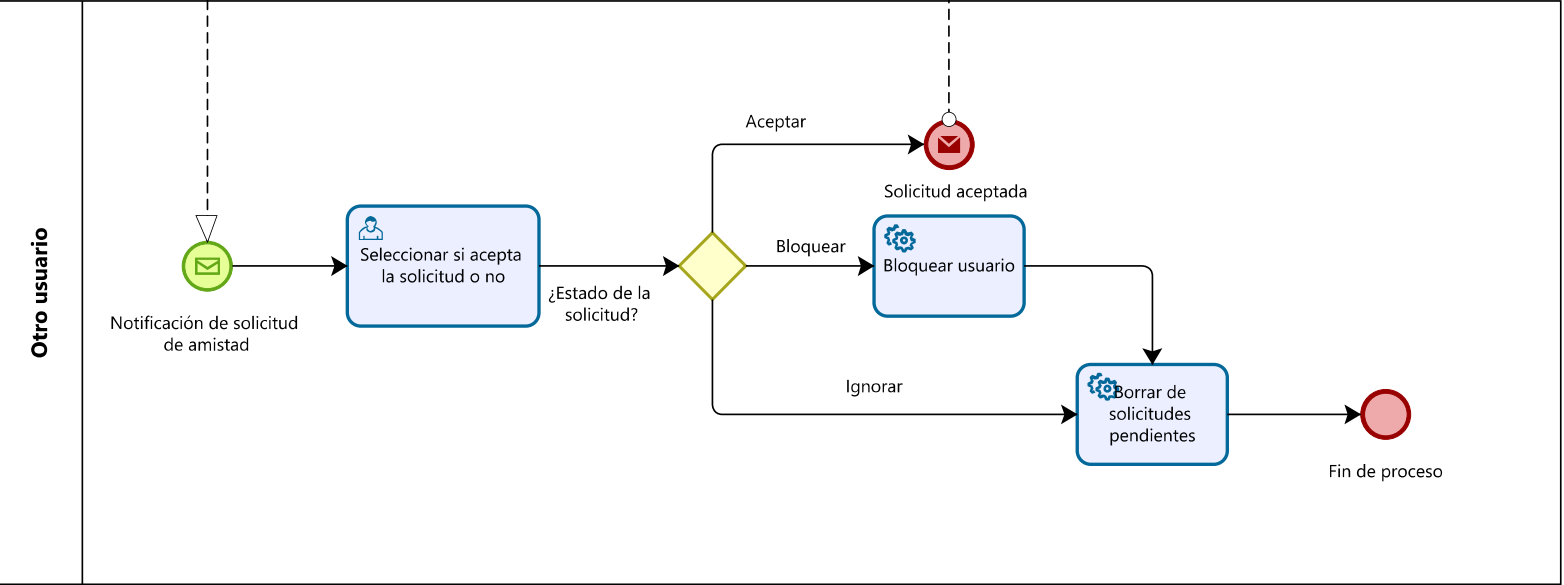 Otro usuario
Notificación de solicitud
de amistad
Seleccionar si acepta
la solicitud o no
¿Estado de la
solicitud?
Aceptar
Solicitud aceptada
Bloquear
Bloquear usuario
Ignorar
Borrar de
solicitudes
pendientes
Fin de proceso